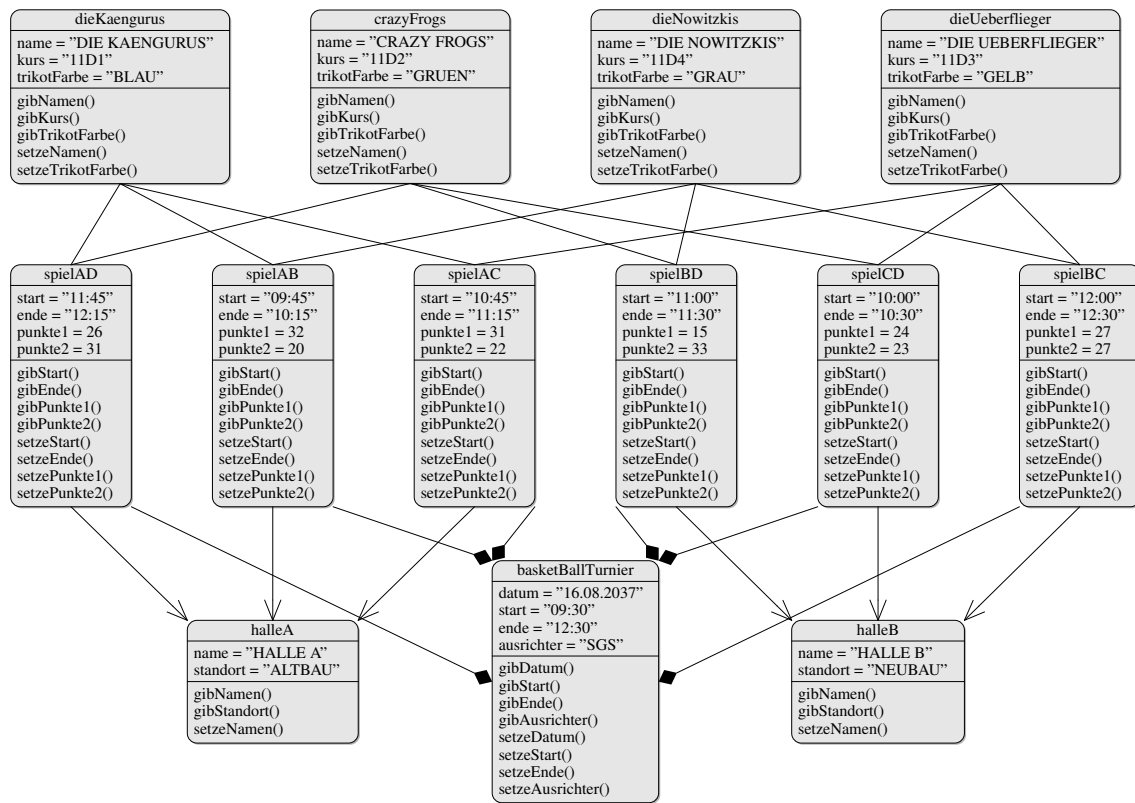 dieKaengurus
name = ”DIE KAENGURUS”
kurs = ”11D1”
trikotFarbe = ”BLAU”
gibNamen()
gibKurs()
gibTrikotFarbe()
setzeNamen()
setzeTrikotFarbe()
crazyFrogs
name = ”CRAZY FROGS”
kurs = ”11D2”
trikotFarbe = ”GRUEN”
gibNamen()
gibKurs()
gibTrikotFarbe()
setzeNamen()
setzeTrikotFarbe()
dieNowitzkis
name = ”DIE NOWITZKIS”
kurs = ”11D4”
trikotFarbe = ”GRAU”
gibNamen()
gibKurs()
gibTrikotFarbe()
setzeNamen()
setzeTrikotFarbe()
dieUeberflieger
name = ”DIE UEBERFLIEGER”
kurs = ”11D3”
trikotFarbe = ”GELB”
gibNamen()
gibKurs()
gibTrikotFarbe()
setzeNamen()
setzeTrikotFarbe()
spielAD
start = ”11:45”
ende = ”12:15”
punkte1 = 26
punkte2 = 31
gibStart()
gibEnde()
gibPunkte1()
gibPunkte2()
setzeStart()
setzeEnde()
setzePunkte1()
setzePunkte2()
spielAB
start = ”09:45”
ende = ”10:15”
punkte1 = 32
punkte2 = 20
gibStart()
gibEnde()
gibPunkte1()
gibPunkte2()
setzeStart()
setzeEnde()
setzePunkte1()
setzePunkte2()
spielAC
start = ”10:45”
ende = ”11:15”
punkte1 = 31
punkte2 = 22
gibStart()
gibEnde()
gibPunkte1()
gibPunkte2()
setzeStart()
setzeEnde()
setzePunkte1()
setzePunkte2()
spielBD
start = ”11:00”
ende = ”11:30”
punkte1 = 15
punkte2 = 33
gibStart()
gibEnde()
gibPunkte1()
gibPunkte2()
setzeStart()
setzeEnde()
setzePunkte1()
setzePunkte2()
spielCD
start = ”10:00”
ende = ”10:30”
punkte1 = 24
punkte2 = 23
gibStart()
gibEnde()
gibPunkte1()
gibPunkte2()
setzeStart()
setzeEnde()
setzePunkte1()
setzePunkte2()
spielBC
start = ”12:00”
ende = ”12:30”
punkte1 = 27
punkte2 = 27
gibStart()
gibEnde()
gibPunkte1()
gibPunkte2()
setzeStart()
setzeEnde()
setzePunkte1()
setzePunkte2()
halleA
name = ”HALLE A”
standort = ”ALTBAU”
gibNamen()
gibStandort()
setzeNamen()
basketBallTurnier
datum = ”16.08.2037”
start = ”09:30”
ende = ”12:30”
ausrichter = ”SGS”
gibDatum()
gibStart()
gibEnde()
gibAusrichter()
setzeDatum()
setzeStart()
setzeEnde()
setzeAusrichter()
halleB
name = ”HALLE B”
standort = ”NEUBAU”
gibNamen()
gibStandort()
setzeNamen()